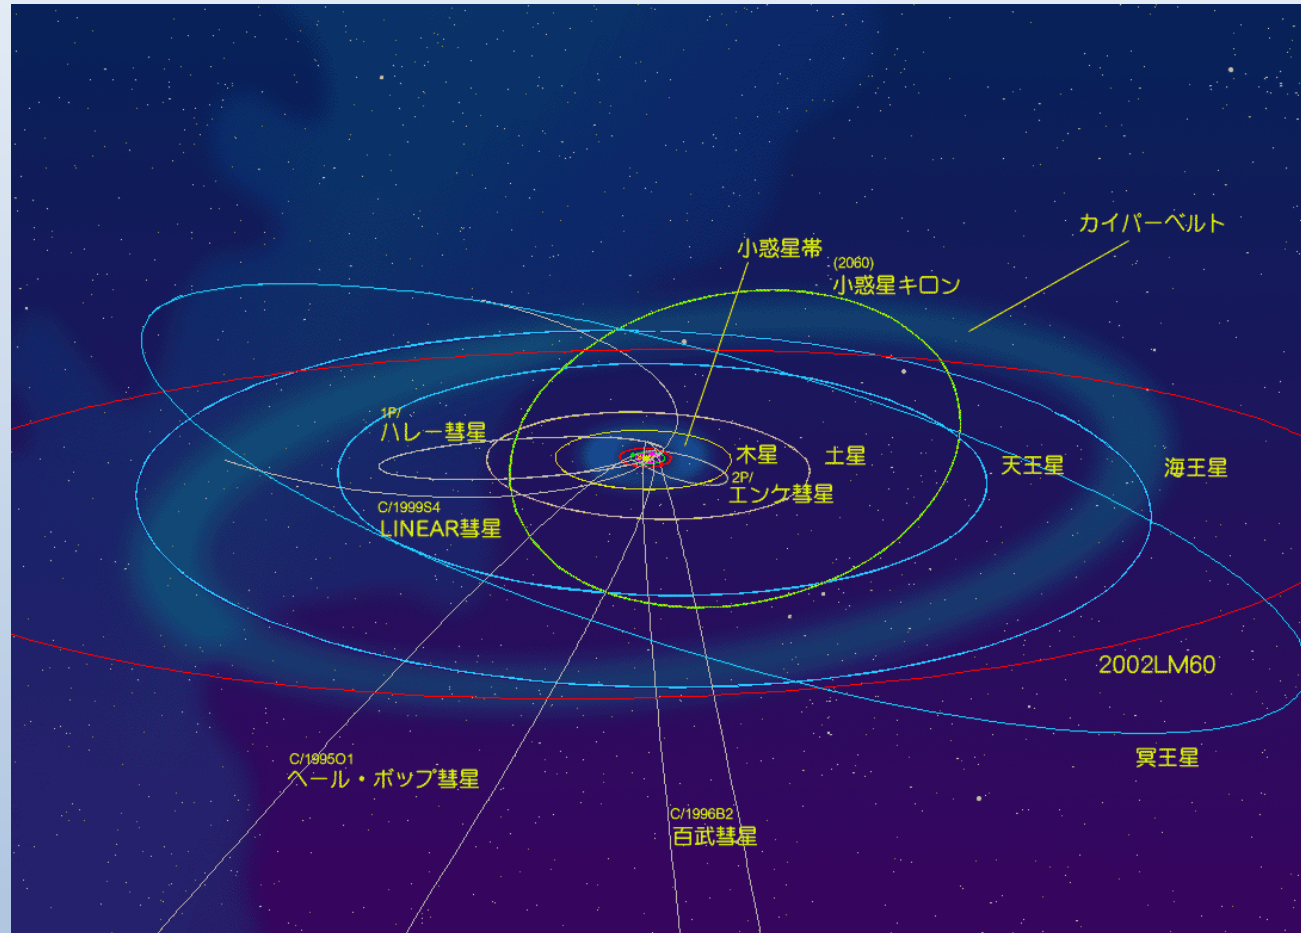 カイパーベルト
小惑星帯
(2060)
小惑星キロン
1P/
ハレー彗星
木星
土星
天王星
海王星
2P/
エンケ彗星
C/1999S4
LINEAR彗星
2002LM60
冥王星
C/1995O1
ヘール・ボップ彗星
C/1996B2
百武彗星